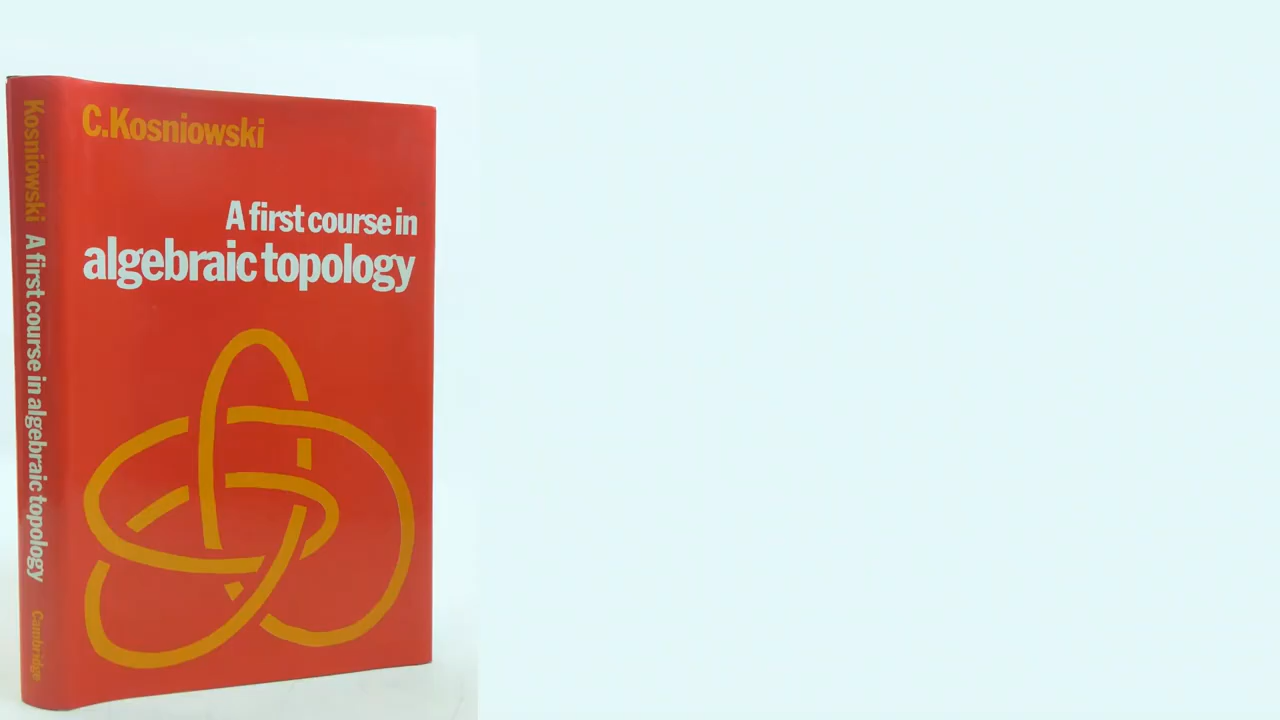 C.Kosniowski
A first course in
algebraic topology
Kosniowski A first course in algebraic topology Cambridge